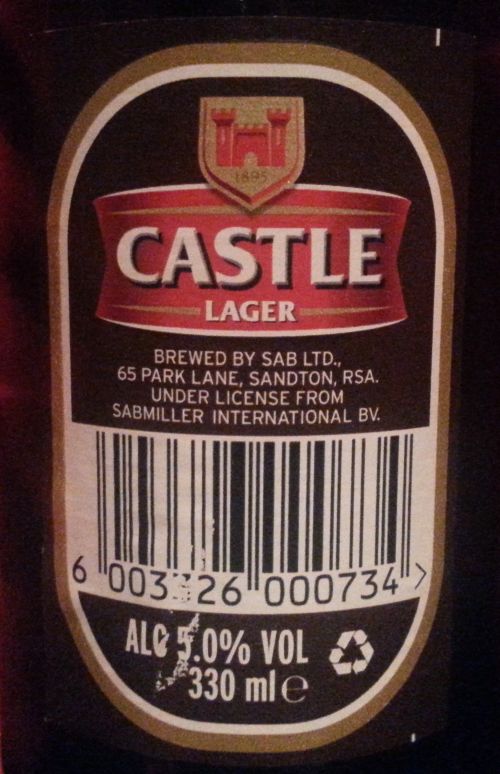 1895
CASTLE
LAGER
BREWED BY SAB LTD.,
65 PARK LANE, SANDTON, RSA.
UNDER LICENSE FROM
SABMILLER INTERNATIONAL BV.
6 000734 >
ALC 5.0% VOL
330 ml e